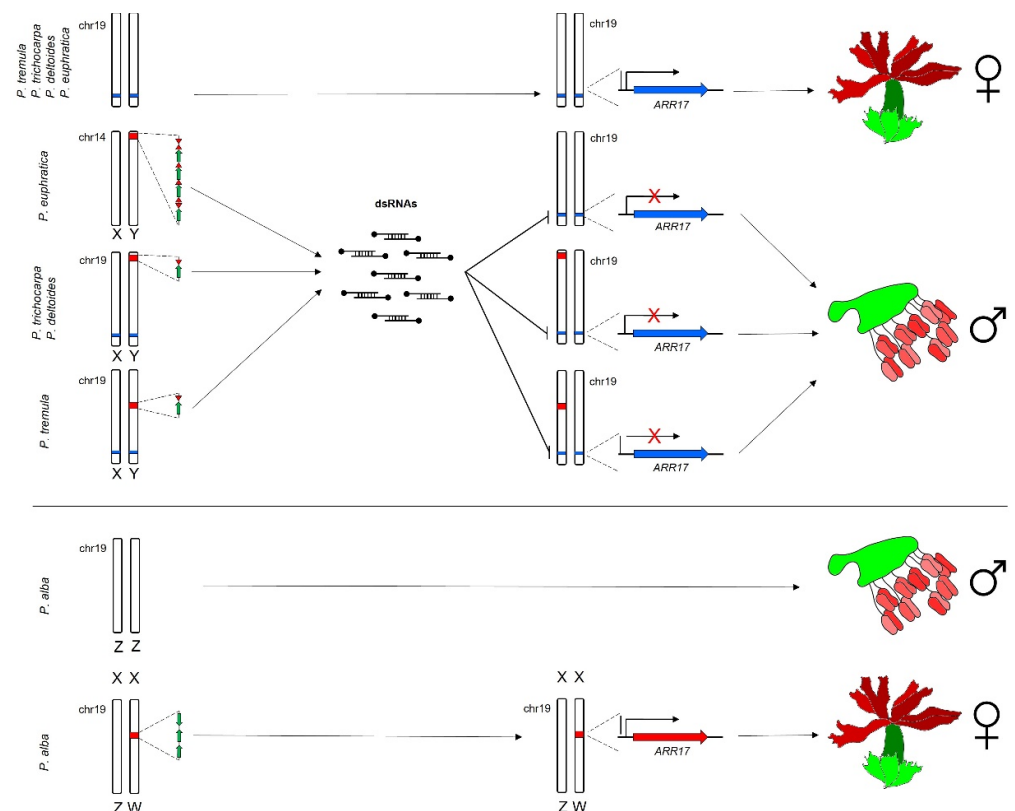 P. tremula
P. trichocarpa
P. deltoides
P. euphratica
chr19
chr19
ARR17
♀
P. euphratica
chr14
X Y
chr19
X
ARR17
P. trichocarpa
P. deltoides
chr19
X Y
dsRNAs
chr19
X
ARR17
♂
P. tremula
chr19
X Y
chr19
X
ARR17
P. alba
chr19
Z Z
♂
X X
X X
P. alba
chr19
Z W
chr19
ARR17
Z W
♀